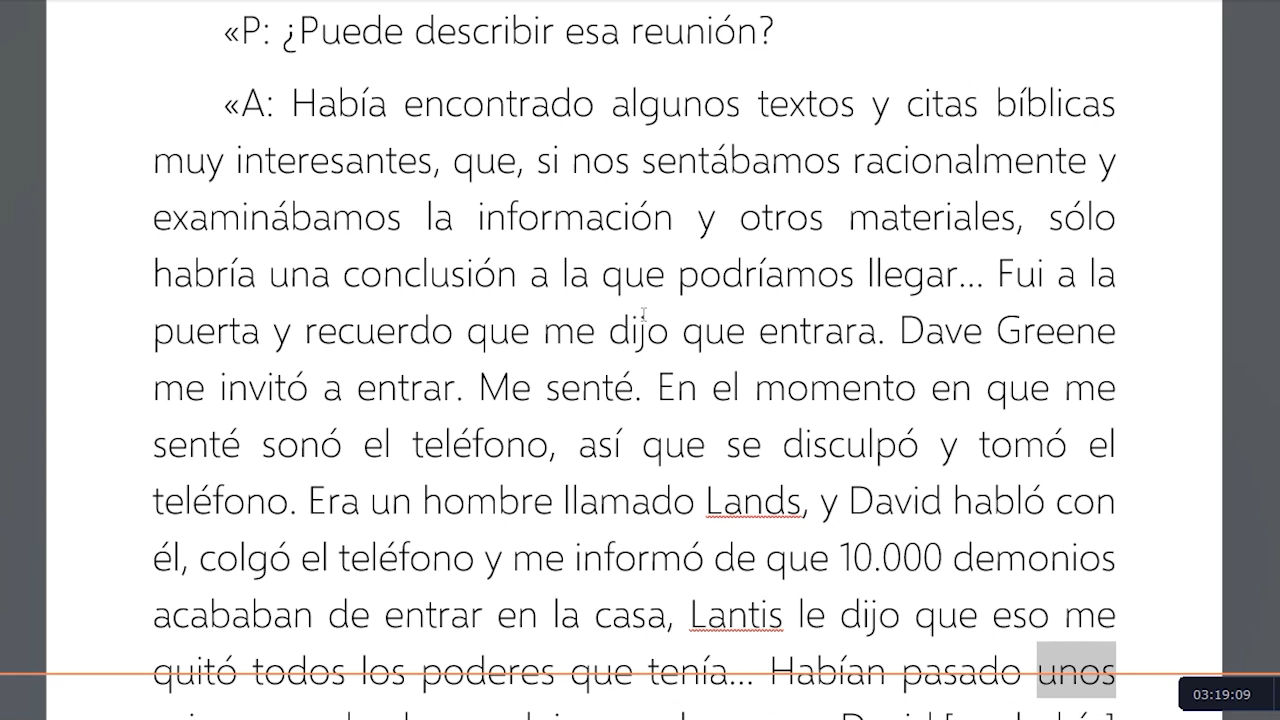 «P: ¿Puede describir esa reunión?
«A: Había encontrado algunos textos y citas bíblicas
muy interesantes, que, si nos sentábamos racionalmente y
examinábamos la información y otros materiales, sólo
habría una conclusión a la que podríamos llegar... Fui a la
puerta y recuerdo que me dijo que entrara. Dave Greene
me invitó a entrar. Me senté. En el momento en que me
senté sonó el teléfono, así que se disculpó y tomó el
teléfono. Era un hombre llamado Lands, y David habló con
él, colgó el teléfono y me informó de que 10.000 demonios
acababan de entrar en la casa, Lantis le dijo que eso me
quitó todos los poderes que tenía... Habían pasado unos
03:19:09